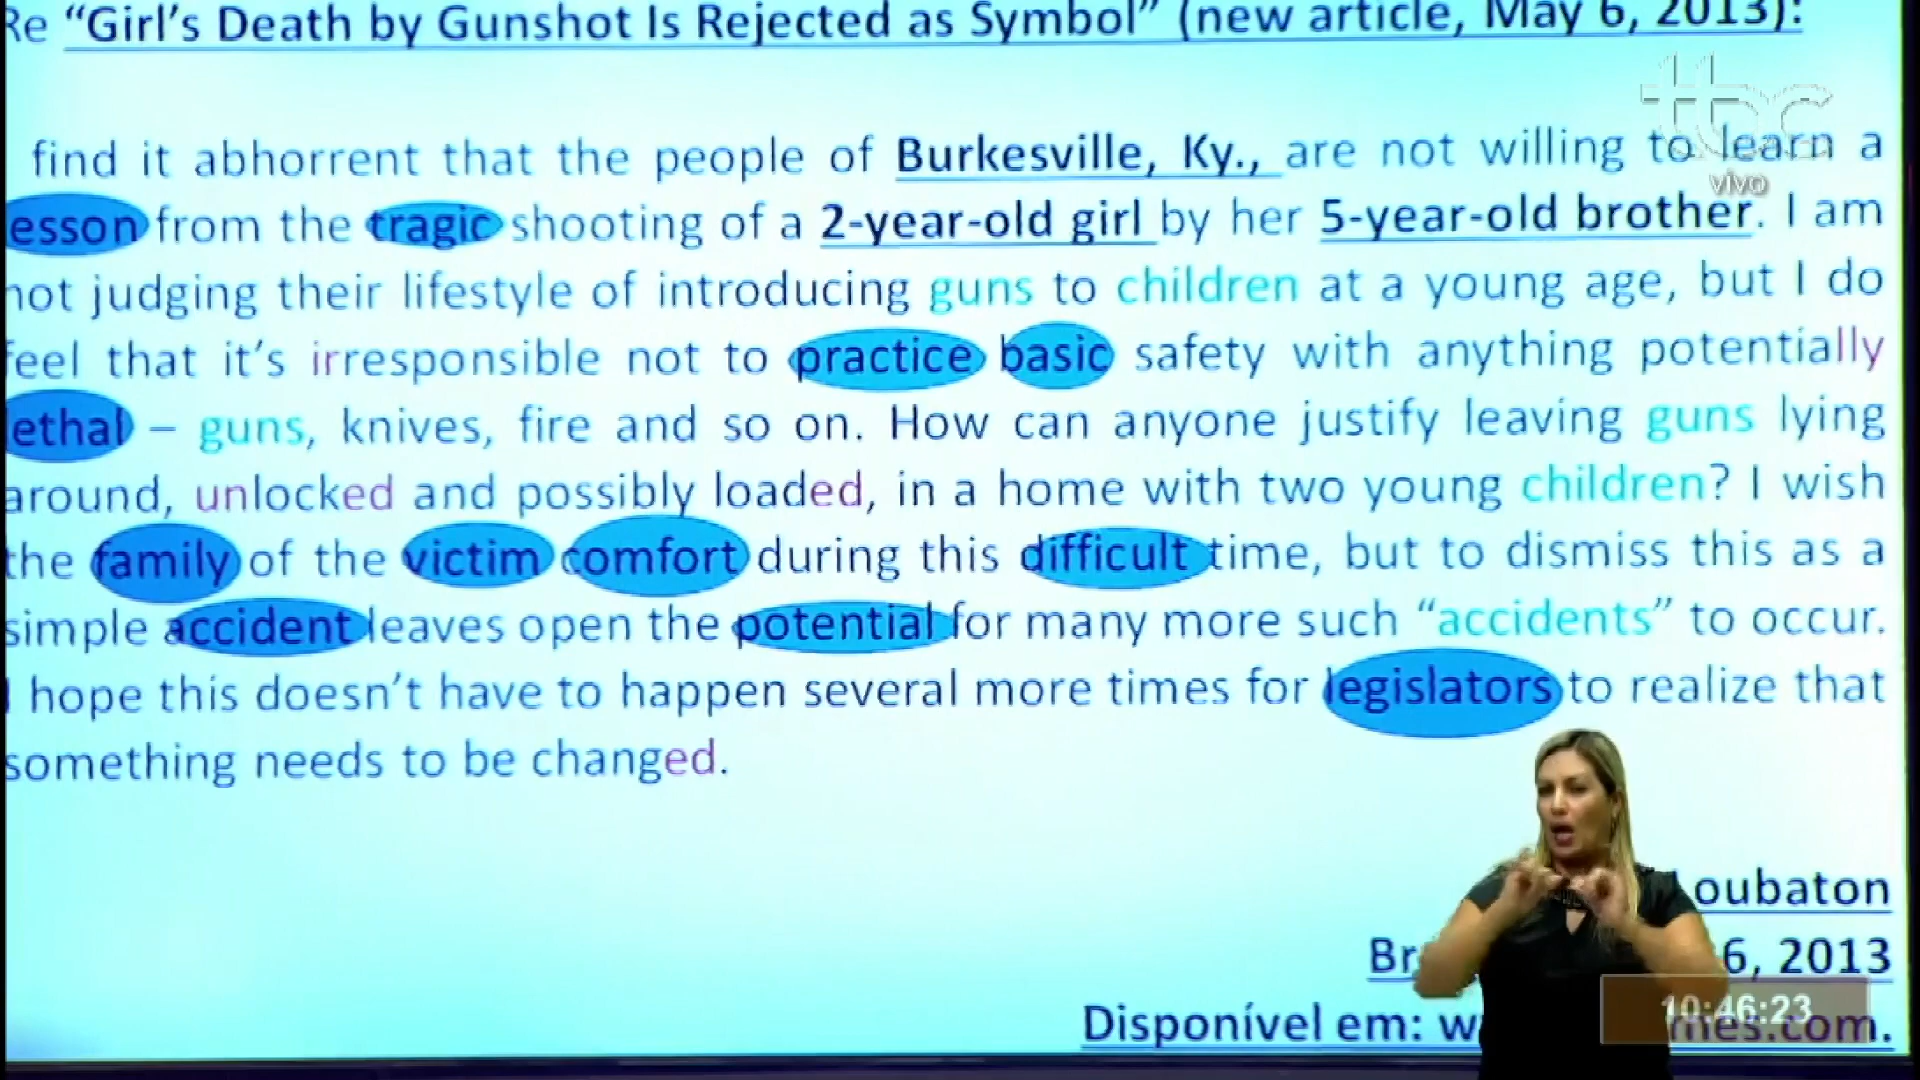 Re “Girl’s Death by Gunshot Is Rejected as Symbol” (new article, May 6, 2013):
tbc
vivo
find it abhorrent that the people of Burkesville, Ky., are not willing to learn a
esson from the tragic shooting of a 2-year-old girl by her 5-year-old brother. I am
not judging their lifestyle of introducing guns to children at a young age, but I do
feel that it’s irresponsible not to practice basic safety with anything potentially
lethal – guns, knives, fire and so on. How can anyone justify leaving guns lying
around, unlocked and possibly loaded, in a home with two young children? I wish
the family of the victim comfort during this difficult time, but to dismiss this as a
simple accident leaves open the potential for many more such “accidents” to occur.
I hope this doesn’t have to happen several more times for legislators to realize that
something needs to be changed.
oubaton
Br 6, 2013
Disponível em: w mes.com.
10:46:23